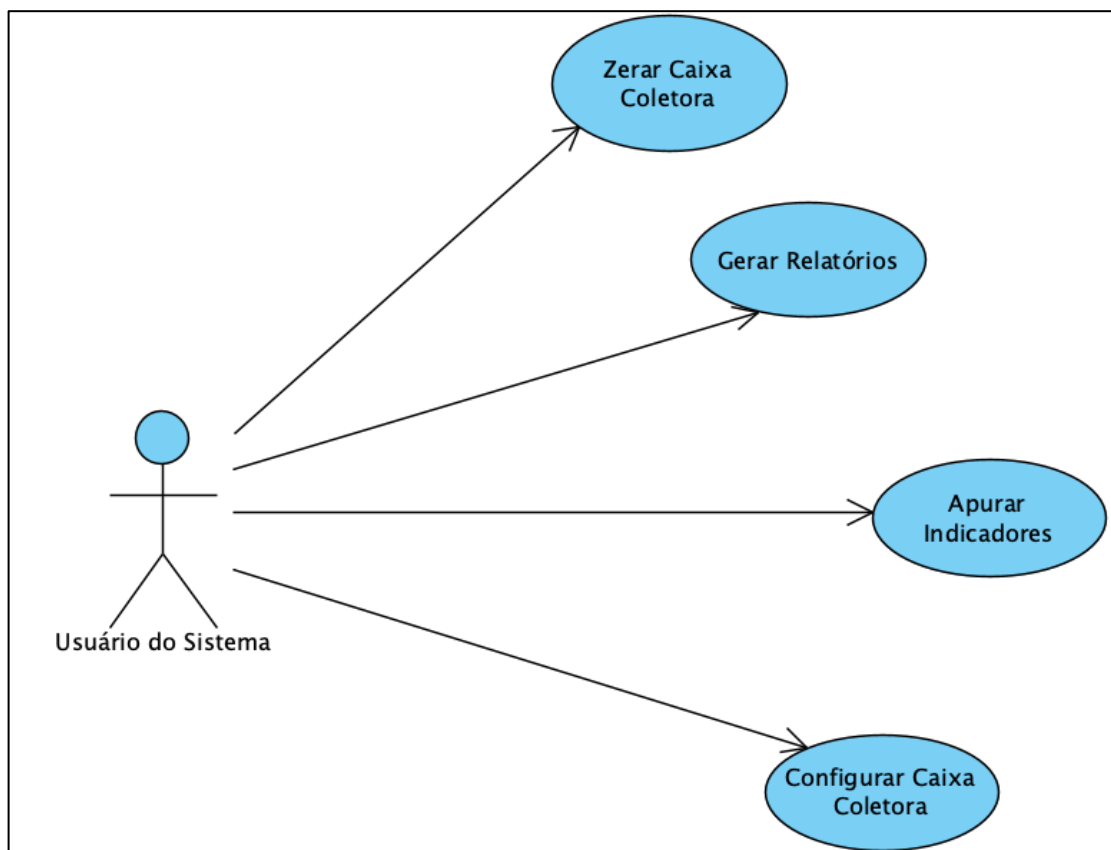 Zerar Caixa
Coletora
Gerar Relatórios
Apurar
Indicadores
Usuário do Sistema
Configurar Caixa
Coletora